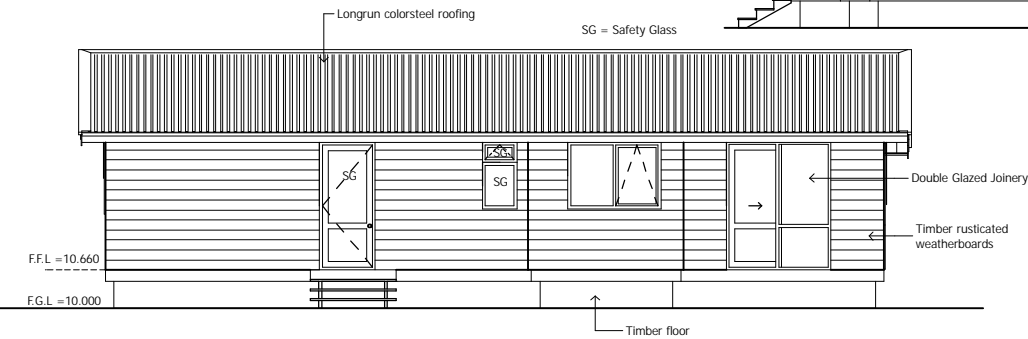 Longrun colorsteel roofing
SG = Safety Glass
SG
SG
SG
Double Glazed Joinery
Timber rusticated
weatherboards
F.F.L =10.660
F.G.L =10.000
Timber floor